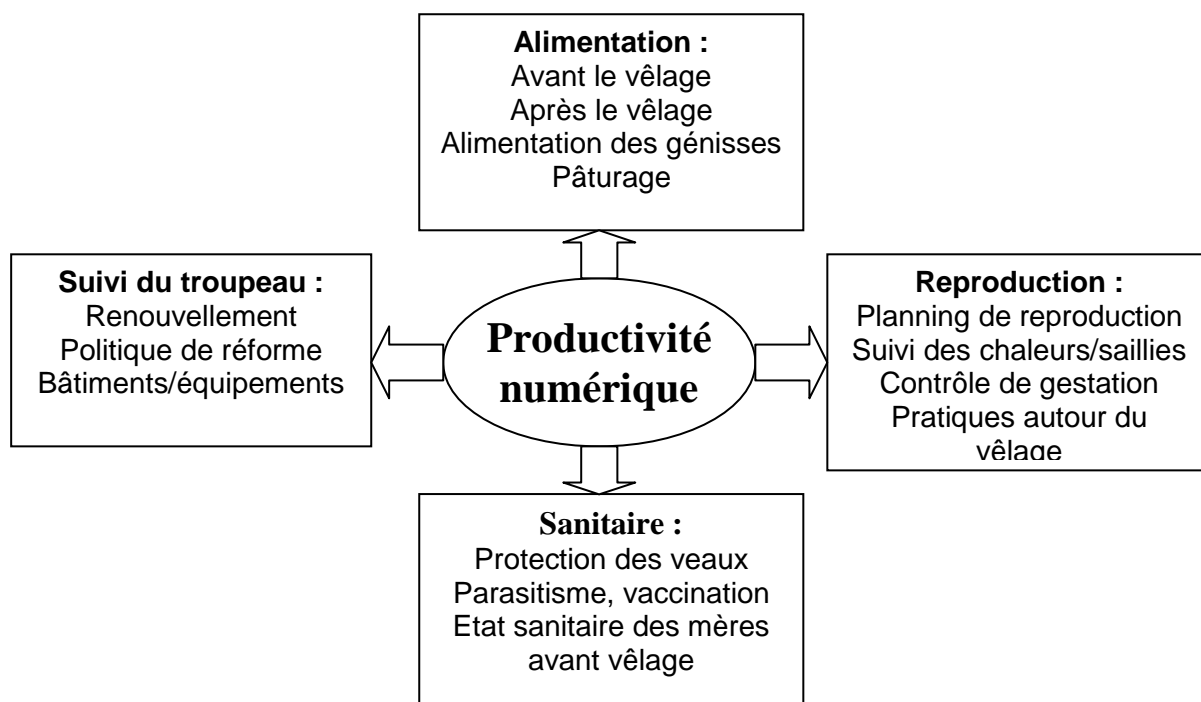 Alimentation :
Avant le vêlage
Après le vêlage
Alimentation des génisses
Pâturage
Suivi du troupeau :
Renouvellement
Politique de réforme
Bâtiments/équipements
Productivité
numérique
Reproduction :
Planning de reproduction
Suivi des chaleurs/saillies
Contrôle de gestation
Pratiques autour du
vêlage
Sanitaire :
Protection des veaux
Parasitisme, vaccination
Etat sanitaire des mères
avant vêlage